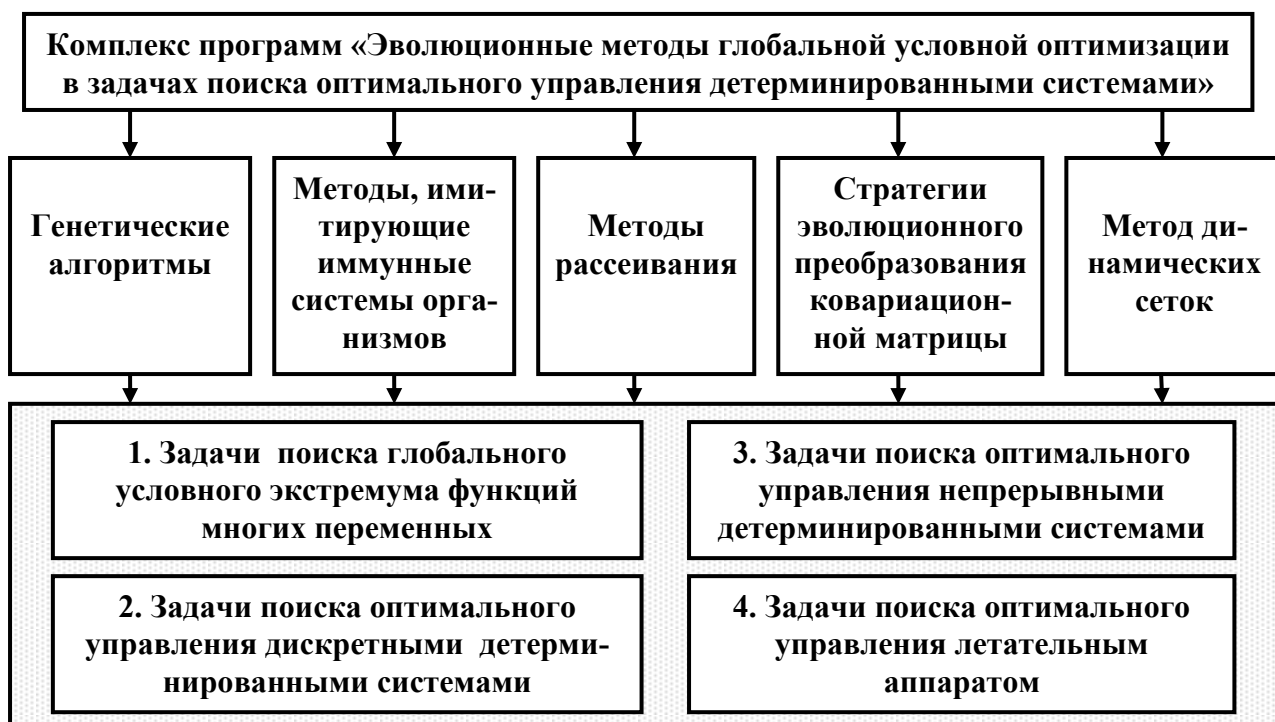 Комплекс программ «Эволюционные методы глобальной условной оптимизации
в задачах поиска оптимального управления детерминированными системами»
Генетические
алгоритмы
Методы, ими-
тирующие
иммунные
системы орга-
низмов
Методы
рассеивания
Стратегии
эволюционного
преобразования
ковариацион-
ной матрицы
Метод ди-
намических
сеток
1. Задачи поиска глобального
условного экстремума функций
многих переменных
2. Задачи поиска оптимального
управления дискретными детерми-
нированными системами
3. Задачи поиска оптимального
управления непрерывными
детерминированными системами
4. Задачи поиска оптимального
управления летательным
аппаратом